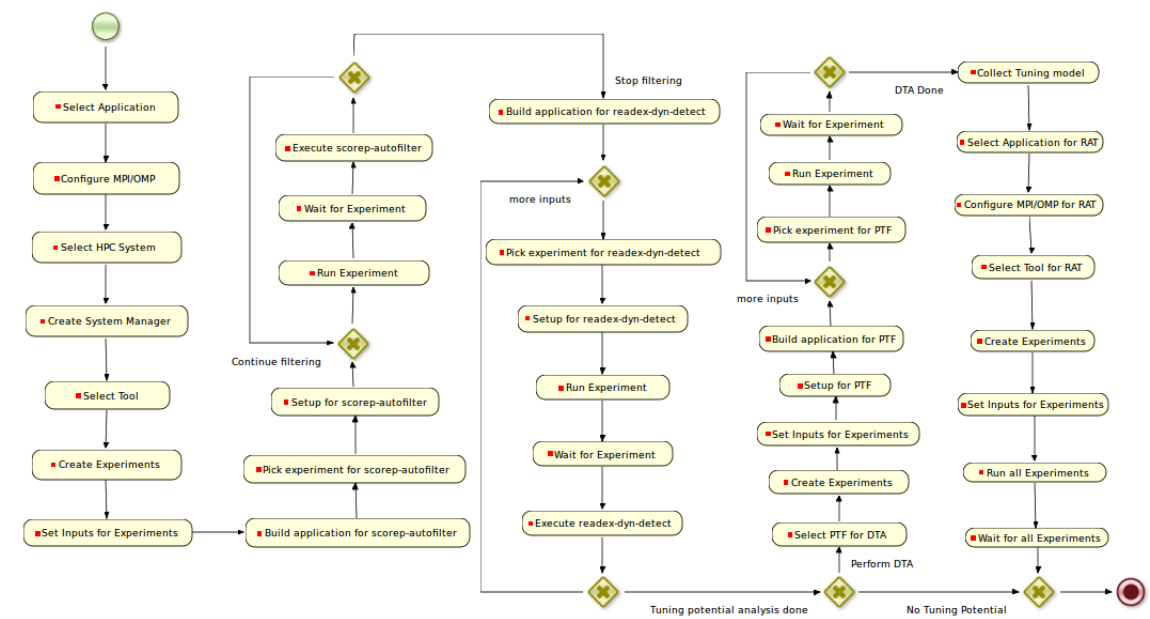 Select Application
Configure MPI/OMP
Select HPC System
Create System Manager
Select Tool
Create Experiments
Set Inputs for Experiments
Build application for scorep-autofilter
Pick experiment for scorep-autofilter
Setup for scorep-autofilter
Continue filtering
Run Experiment
Wait for Experiment
Execute scorep-autofilter
Stop filtering
Build application for readex-dyn-detect
more inputs
Pick experiment for readex-dyn-detect
Setup for readex-dyn-detect
Run Experiment
Wait for Experiment
Execute readex-dyn-detect
Tuning potential analysis done
Perform DTA
Select PTF for DTA
Create Experiments
Set Inputs for Experiments
Setup for PTF
Build application for PTF
more inputs
Pick experiment for PTF
Run Experiment
Wait for Experiment
DTA Done
Collect Tuning model
Select Application for RAT
Configure MPI/OMP for RAT
Select Tool for RAT
Create Experiments
Set Inputs for Experiments
Run all Experiments
Wait for all Experiments
No Tuning Potential